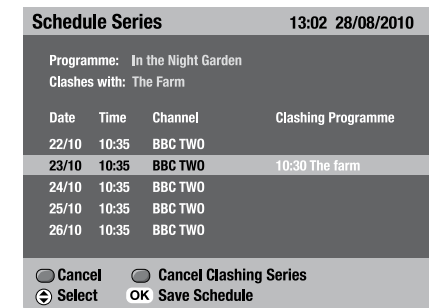 Schedule Series 13:02 28/08/2010
Programme: In the Night Garden
Clashes with: The Farm
Date Time Channel Clashing Programme
22/10 10:35 BBC TWO
23/10 10:35 BBC TWO 10:30 The farm
24/10 10:35 BBC TWO
25/10 10:35 BBC TWO
26/10 10:35 BBC TWO
Cancel Cancel Clashing Series
Select OK Save Schedule